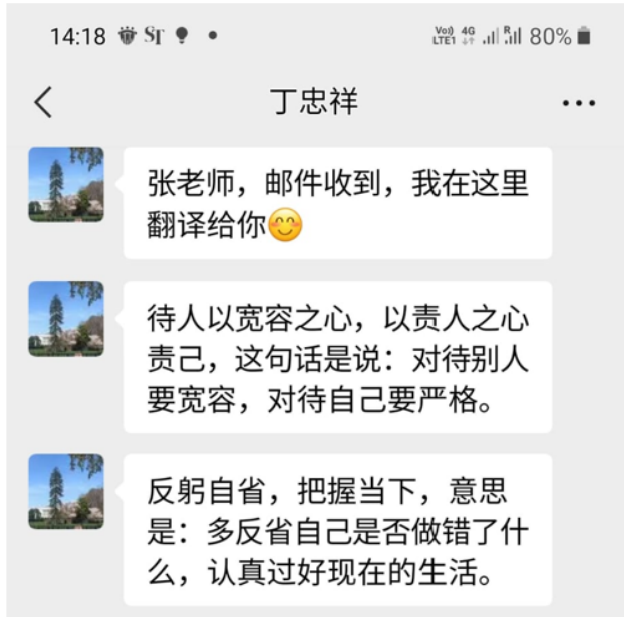 14:18 ST 80%
Vo)) 4G R
LTE1
丁忠祥
张老师，邮件收到，我在这里
翻译给你😊
待人以宽容之心，以责人之心
责己，这句话是说：对待别人
要宽容，对待自己要严格。
反躬自省，把握当下，意思
是：多反省自己是否做错了什
么，认真过好现在的生活。